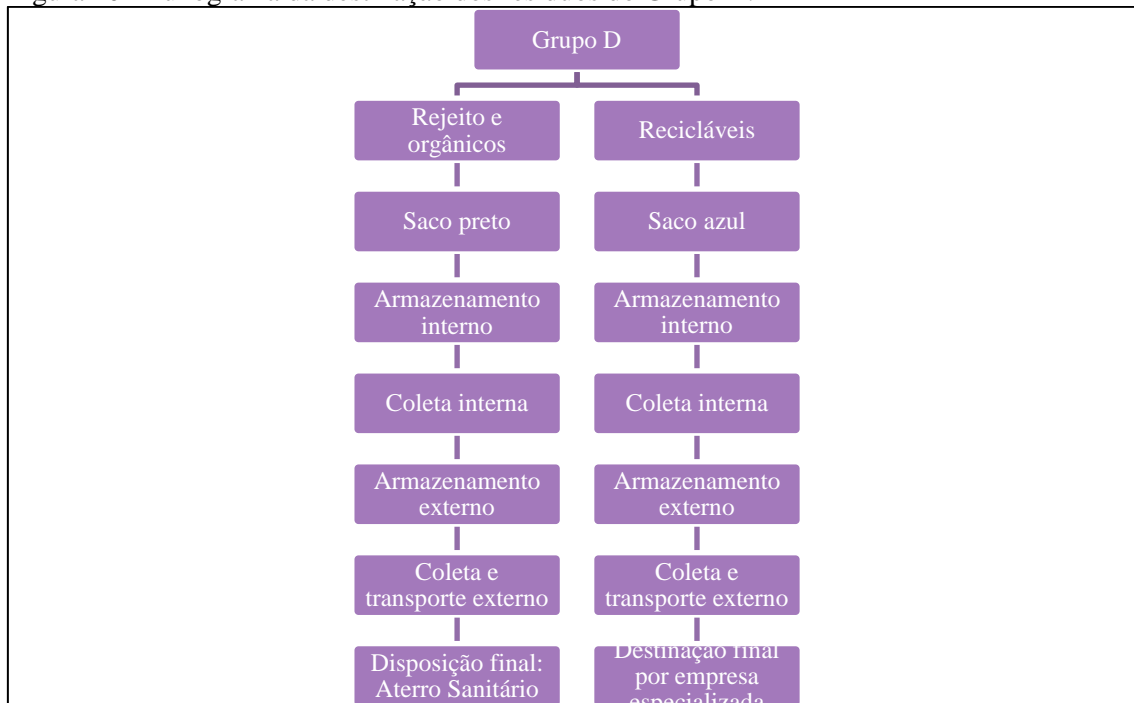 Grupo D
Rejeito e
orgânicos
Recicláveis
Saco preto
Saco azul
Armazenamento
interno
Armazenamento
interno
Coleta interna
Coleta interna
Armazenamento
externo
Armazenamento
externo
Coleta e
transporte externo
Coleta e
transporte externo
Disposição final:
Aterro Sanitário
Destinação final
por empresa
especializada